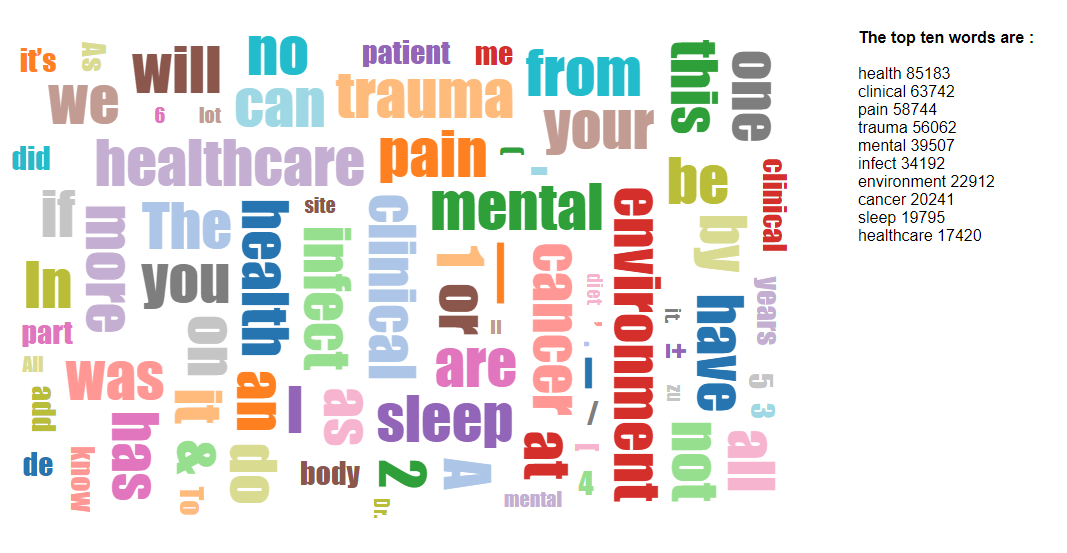 it's
As
will
no
patient
me
from
this
one
we
6
lot
can
trauma
your
did
healthcare
pain
[
-
mental
be
clinical
if
more
The
health
site
infect
clinical
environment
by
In
you
1
|
cancer
diet
years
part
on
or
=
'
.
it.
±
have
All
was
are
I
zu
5
3
add
it
an
I
as
sleep
/
has
at
[
not
all
de
know
&
To
do
body
2
Dr.
A
mental
4
The top ten words are :
health 85183
clinical 63742
pain 58744
trauma 56062
mental 39507
infect 34192
environment 22912
cancer 20241
sleep 19795
healthcare 17420